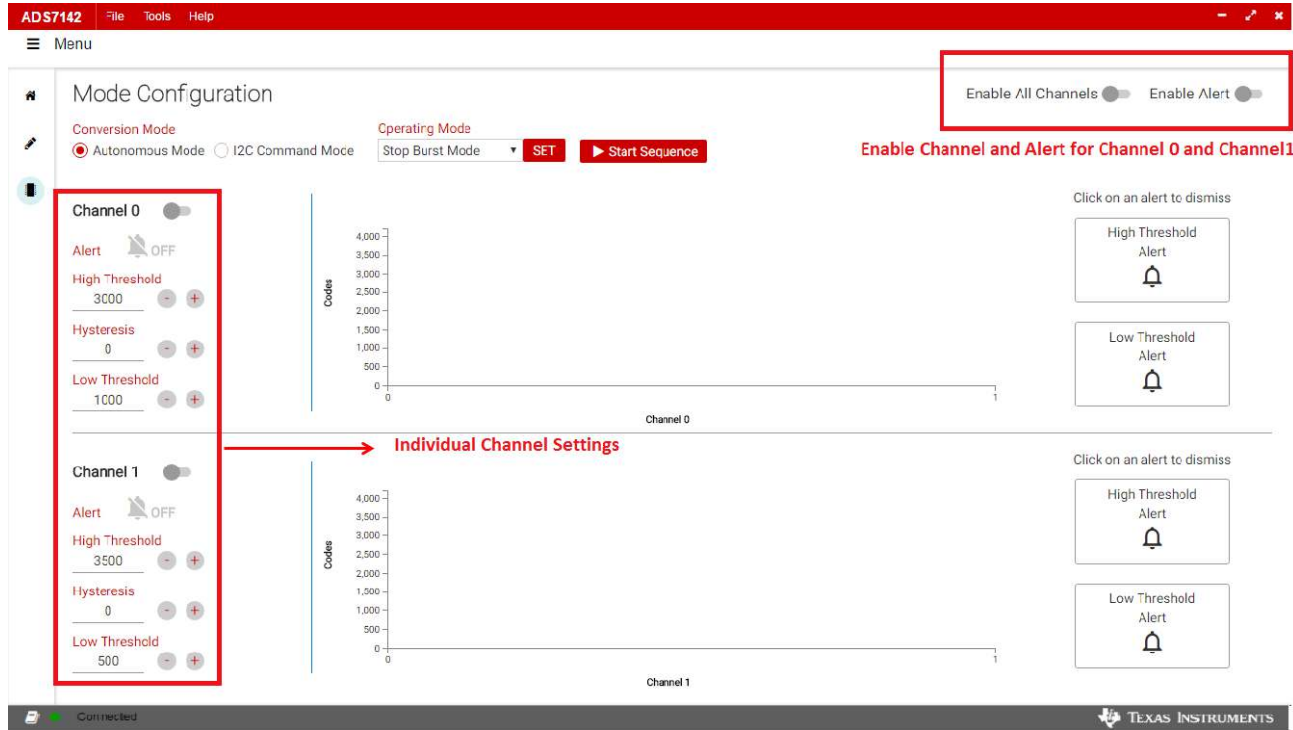 ADS7142 File Tools Help
Menu
Mode Configuration
Enable All Channels Enable Alert
Conversion Mode
Autonomous Mode I2C Command Mode
Operating Mode
Stop Burst Mode SET Start Sequence
Enable Channel and Alert for Channel 0 and Channel1
Channel 0
Alert OFF
High Threshold
3000 - +
Hysteresis
0 - +
Low Threshold
1000 - +
Codes
4,000
3,500
3,000
2,500
2,000
1,500
1,000
500
0
0 1
Channel 0
Click on an alert to dismiss
High Threshold
Alert
Low Threshold
Alert
Individual Channel Settings
Channel 1
Alert OFF
High Threshold
3500 - +
Hysteresis
0 - +
Low Threshold
500 - +
Codes
4,000
3,500
3,000
2,500
2,000
1,500
1,000
500
0
0 1
Channel 1
Click on an alert to dismiss
High Threshold
Alert
Low Threshold
Alert
Connected
TEXAS INSTRUMENTS